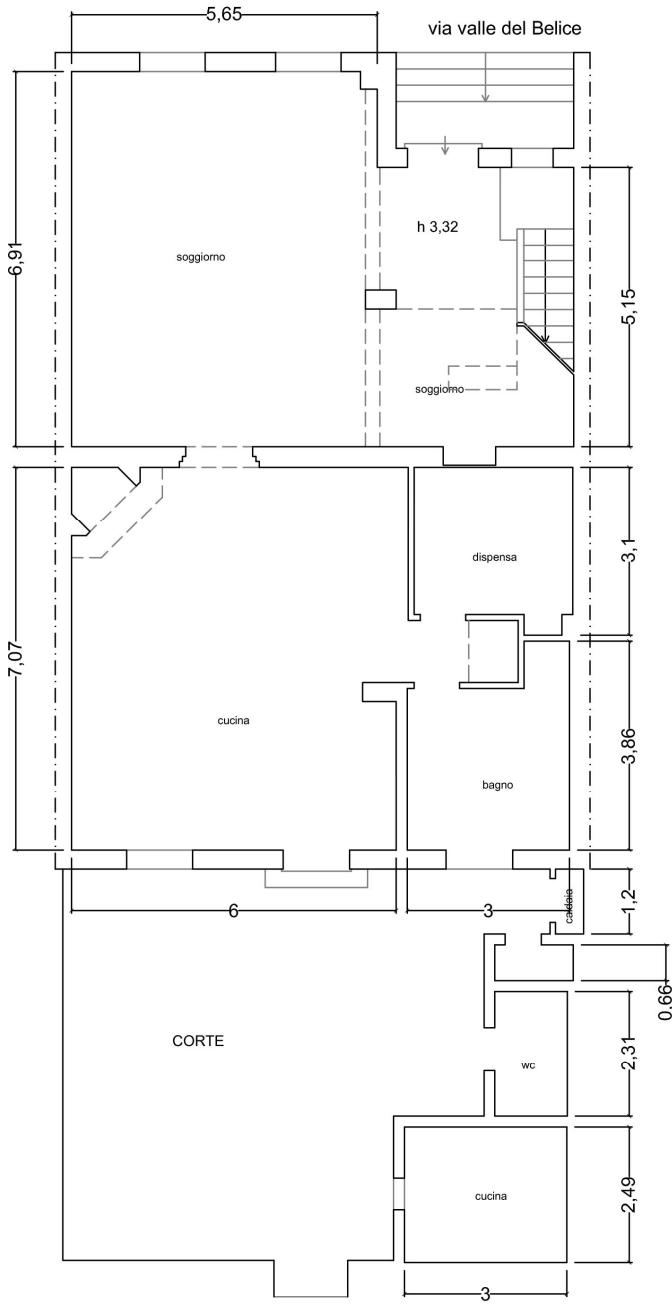 5,65
via valle del Belice
6,91
soggiorno
h 3,32
5,15
soggiorno
dispensa
3,1
7,07
cucina
3,86
bagno
6
3
caldaia
1,2
0,66
CORTE
wc
2,31
cucina
2,49
3